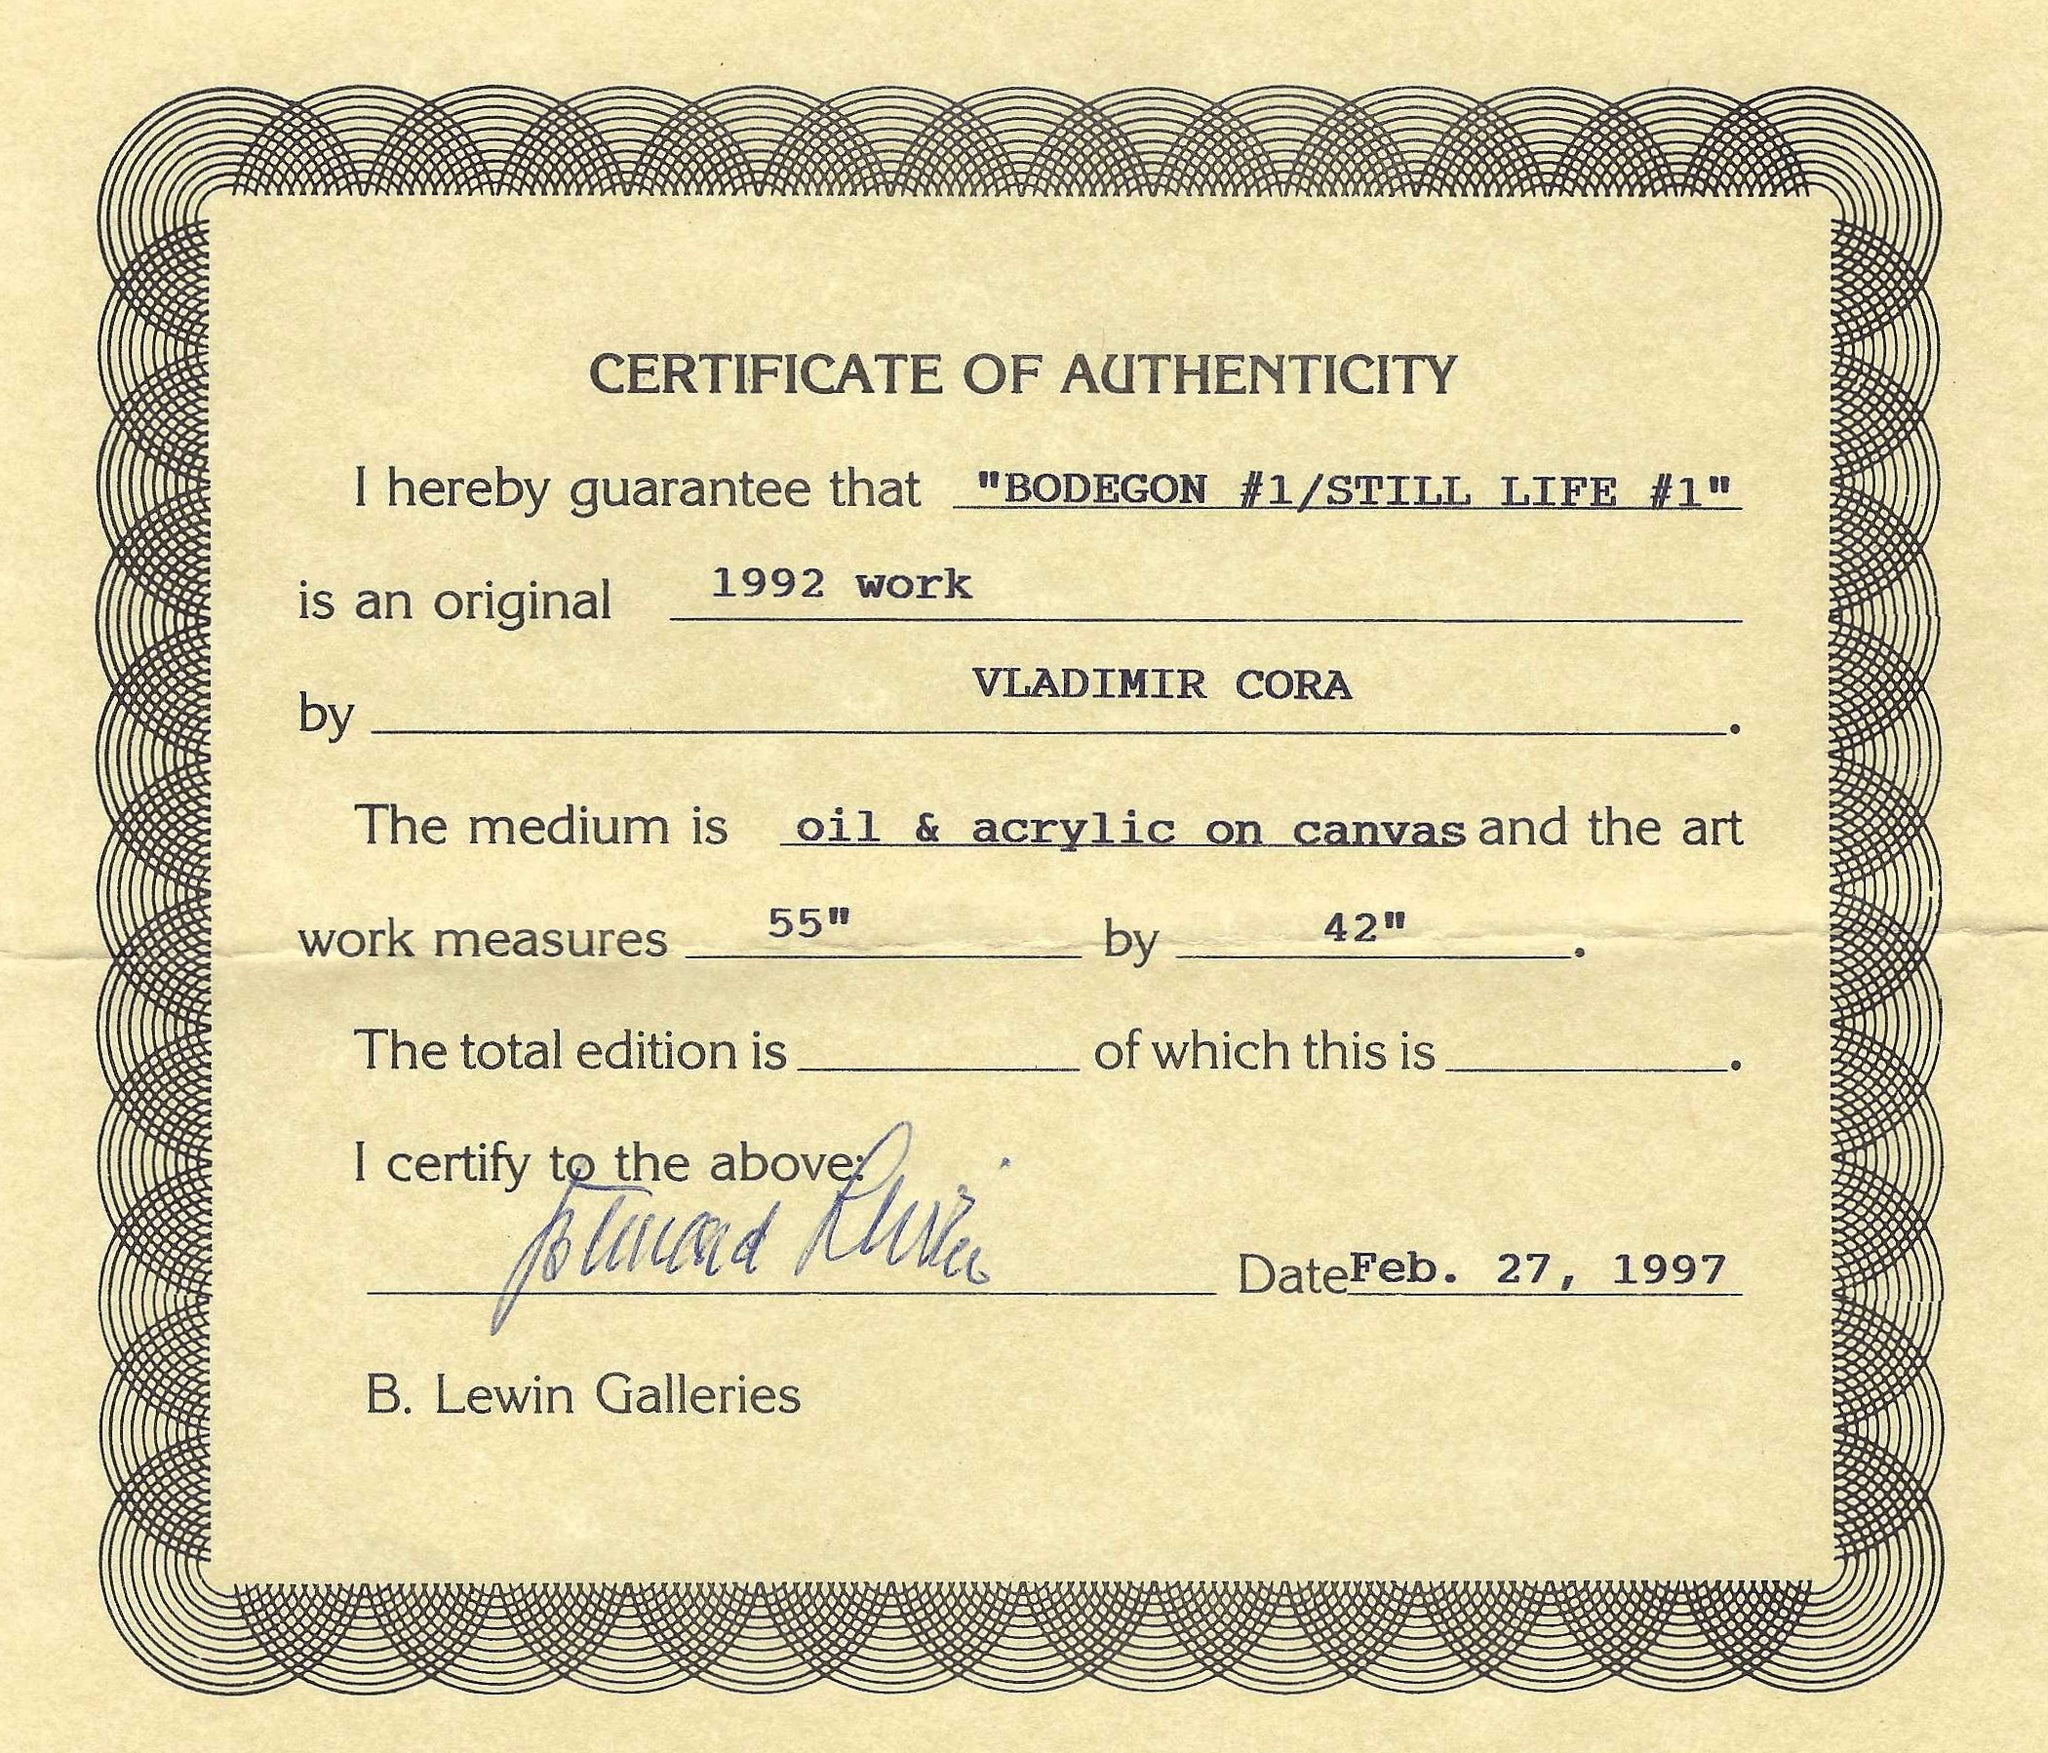 CERTIFICATE OF AUTHENTICITY
I hereby guarantee that "BODEGON #1/STILL LIFE #1"
is an original 1992 work
by VLADIMIR CORA.
The medium is oil & acrylic on canvas and the art
work measures 55" by 42".
The total edition is of which this is .
I certify to the above:
Lewin
Date Feb. 27, 1997
B. Lewin Galleries